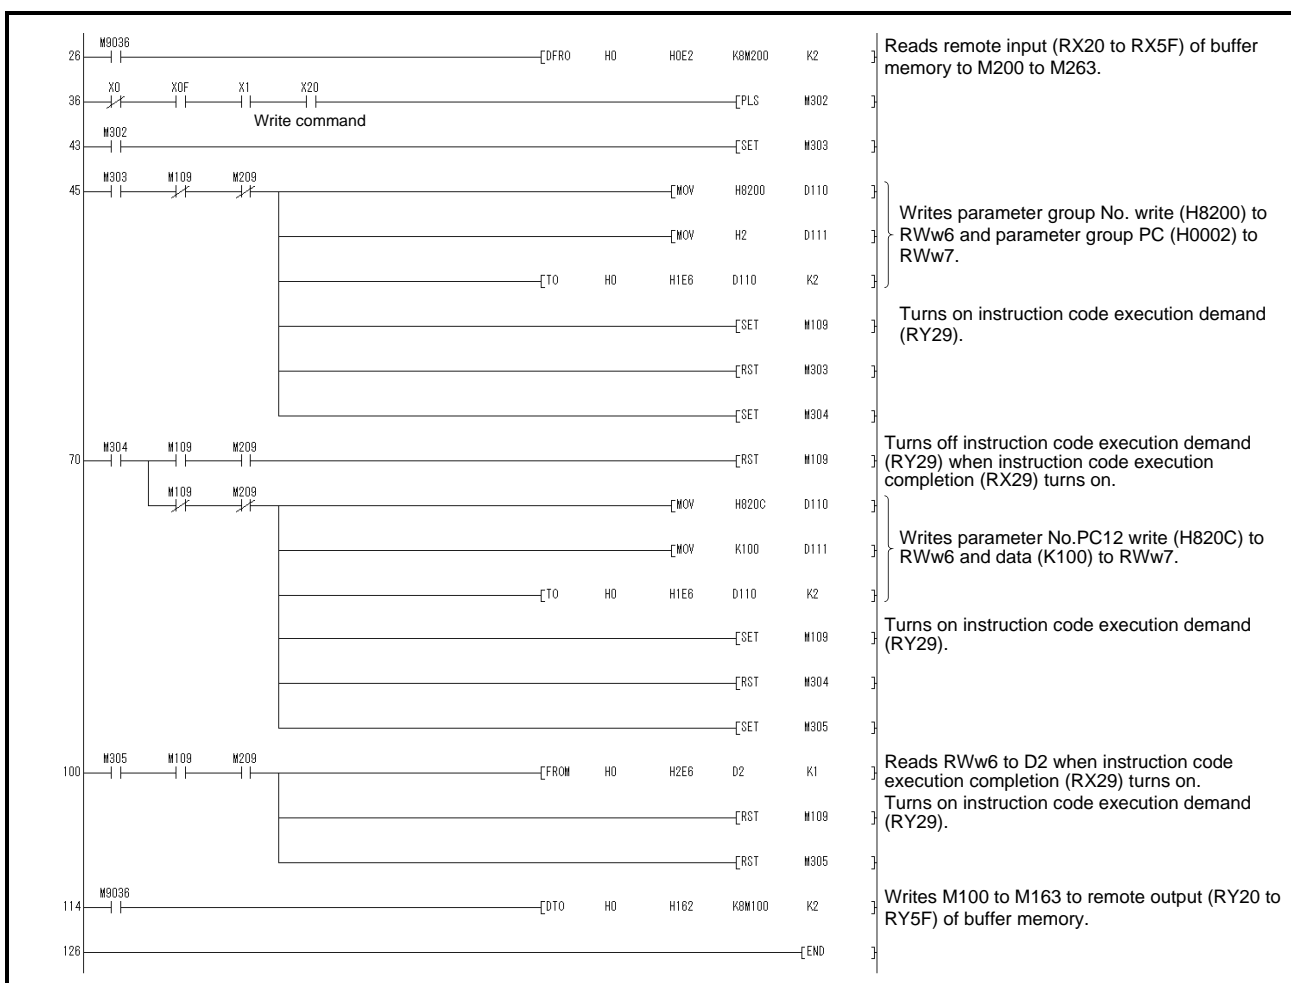 M9036
26 [DFRO H0 H0E2 K8M200 K2 ]
Reads remote input (RX20 to RX5F) of buffer
memory to M200 to M263.
X0 X0F X1 X20
36 [PLS M302 ]
Write command
M302
43 [SET M303 ]
M303 M109 M209
45 [MOV H8200 D110 ]
[MOV H2 D111 ]
Writes parameter group No. write (H8200) to
RWw6 and parameter group PC (H0002) to
RWw7.
[TO H0 H1E6 D110 K2 ]
[SET M109 ]
Turns on instruction code execution demand
(RY29).
[RST M303 ]
[SET M304 ]
M304 M109 M209
70 [RST M109 ]
Turns off instruction code execution demand
(RY29) when instruction code execution
completion (RX29) turns on.
M109 M209
[MOV H820C D110 ]
[MOV K100 D111 ]
Writes parameter No.PC12 write (H820C) to
RWw6 and data (K100) to RWw7.
[TO H0 H1E6 D110 K2 ]
[SET M109 ]
Turns on instruction code execution demand
(RY29).
[RST M304 ]
[SET M305 ]
M305 M109 M209
100 [FROM H0 H2E6 D2 K1 ]
Reads RWw6 to D2 when instruction code
execution completion (RX29) turns on.
Turns on instruction code execution demand
(RY29).
[RST M109 ]
[RST M305 ]
M9036
114 [DTO H0 H162 K8M100 K2 ]
Writes M100 to M163 to remote output (RY20 to
RY5F) of buffer memory.
126 [END ]